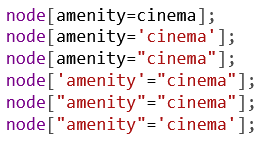 node[amenity=cinema];
node[amenity='cinema'];
node[amenity="cinema"];
node['amenity'="cinema"];
node["amenity"="cinema"];
node["amenity"='cinema'];